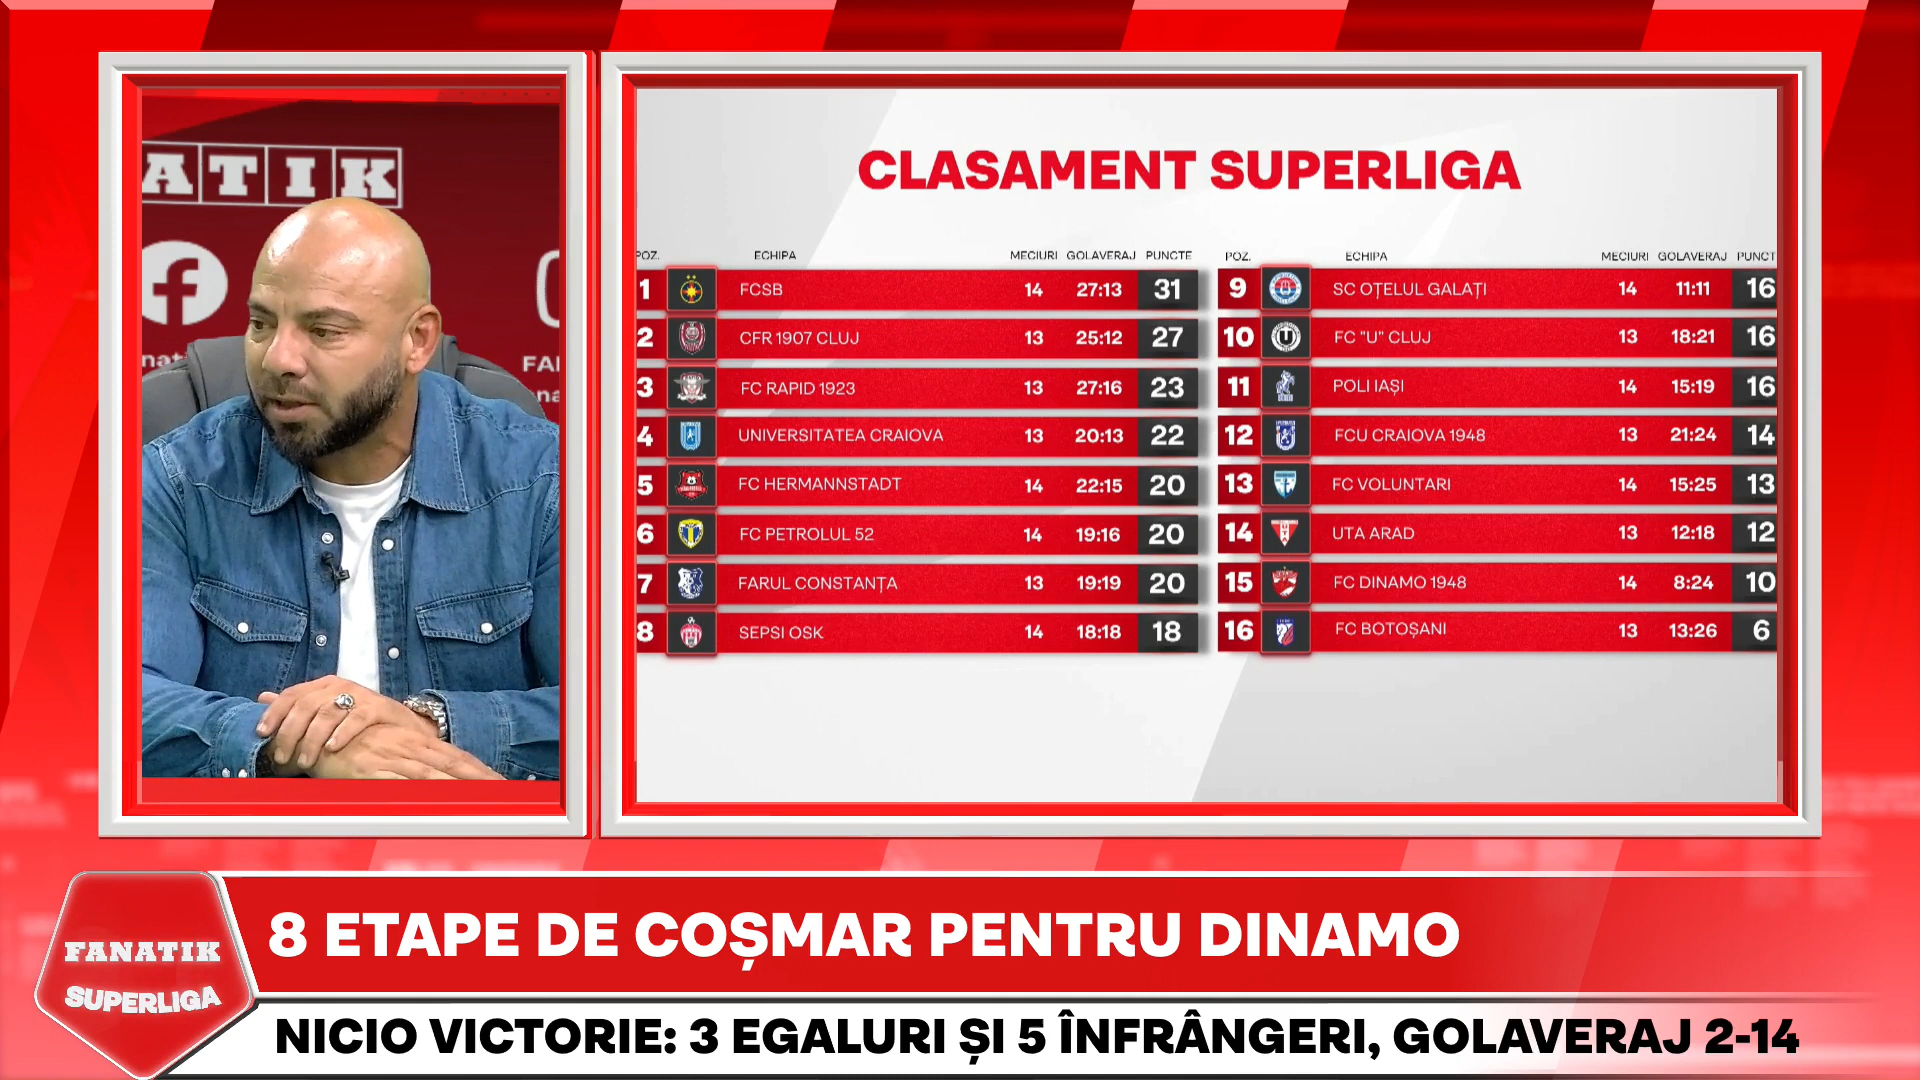 ATIK
FA
CLASAMENT SUPERLIGA
POZ. ECHIPA MECIURI GOLAVERAJ PUNCTE
1 FCSB 14 27:13 31
2 CFR 1907 CLUJ 13 25:12 27
3 FC RAPID 1923 13 27:16 23
4 UNIVERSITATEA CRAIOVA 13 20:13 22
5 FC HERMANNSTADT 14 22:15 20
6 FC PETROLUL 52 14 19:16 20
7 FARUL CONSTANȚA 13 19:19 20
8 SEPSI OSK 14 18:18 18
POZ. ECHIPA MECIURI GOLAVERAJ PUNCT
9 SC OȚELUL GALAȚI 14 11:11 16
10 FC "U" CLUJ 13 18:21 16
11 POLI IAȘI 14 15:19 16
12 FCU CRAIOVA 1948 13 21:24 14
13 FC VOLUNTARI 14 15:25 13
14 UTA ARAD 13 12:18 12
15 FC DINAMO 1948 14 8:24 10
16 FC BOTOȘANI 13 13:26 6
FANATIK
SUPERLIGA
8 ETAPE DE COȘMAR PENTRU DINAMO
NICIO VICTORIE: 3 EGALURI ȘI 5 ÎNFRÂNGERI, GOLAVERAJ 2-14